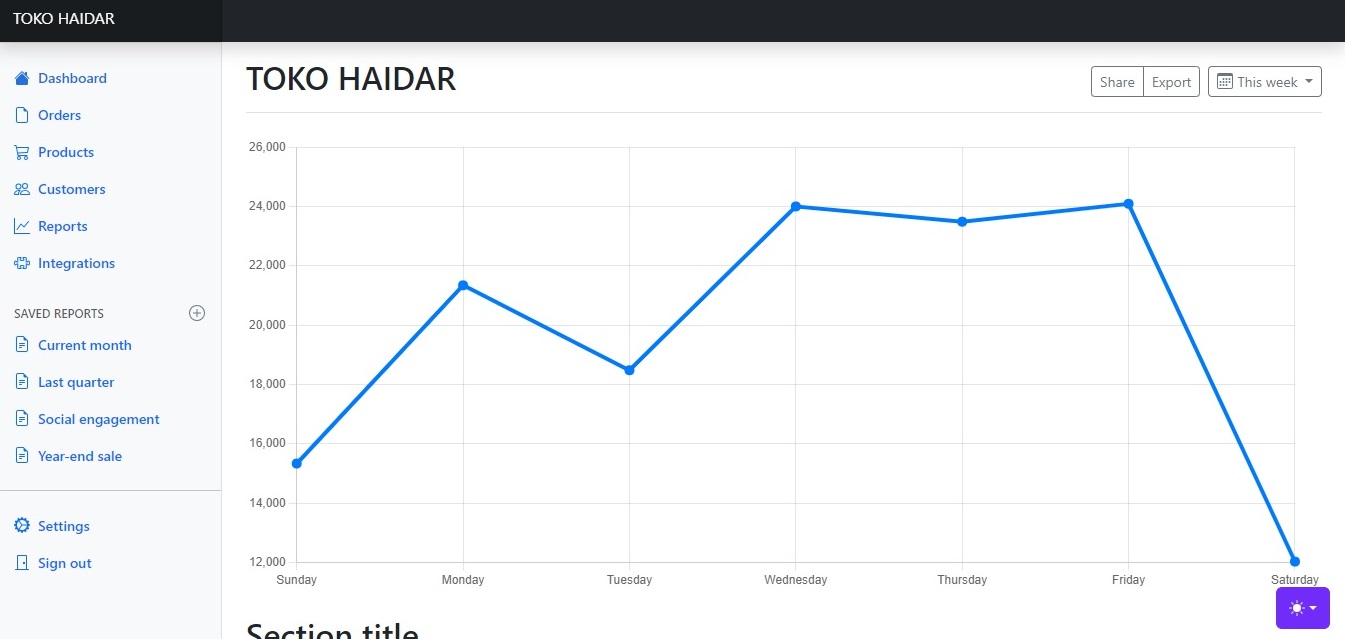 TOKO HAIDAR
Dashboard
Orders
Products
Customers
Reports
Integrations
SAVED REPORTS
Current month
Last quarter
Social engagement
Year-end sale
Settings
Sign out
TOKO HAIDAR
Share Export This week
26,000
24,000
22,000
20,000
18,000
16,000
14,000
12,000
Sunday Monday Tuesday Wednesday Thursday Friday Saturday
Section title